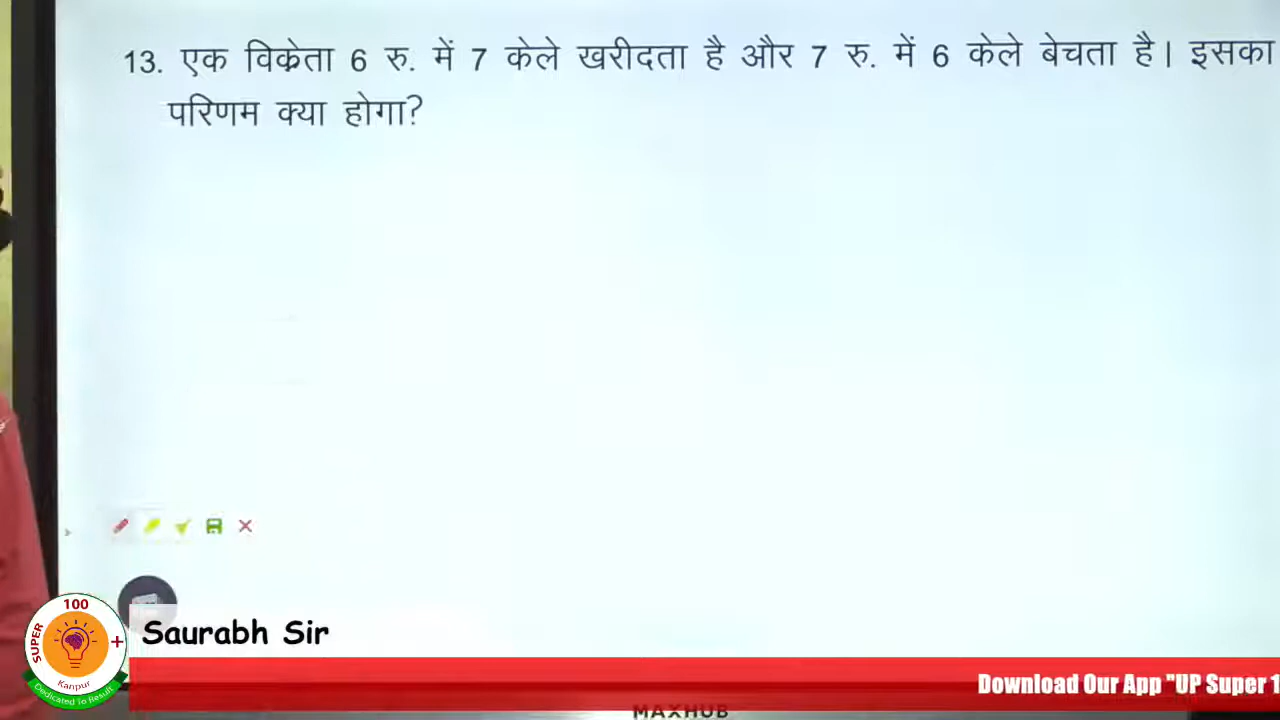 13. एक विक्रेता 6 रु. में 7 केले खरीदता है और 7 रु. में 6 केले बेचता है। इसका
परिणम क्या होगा?
100
SUPER
+
Kanpur
Dedicated To Result
Saurabh Sir
Download Our App "UP Super 1
MAXHUB